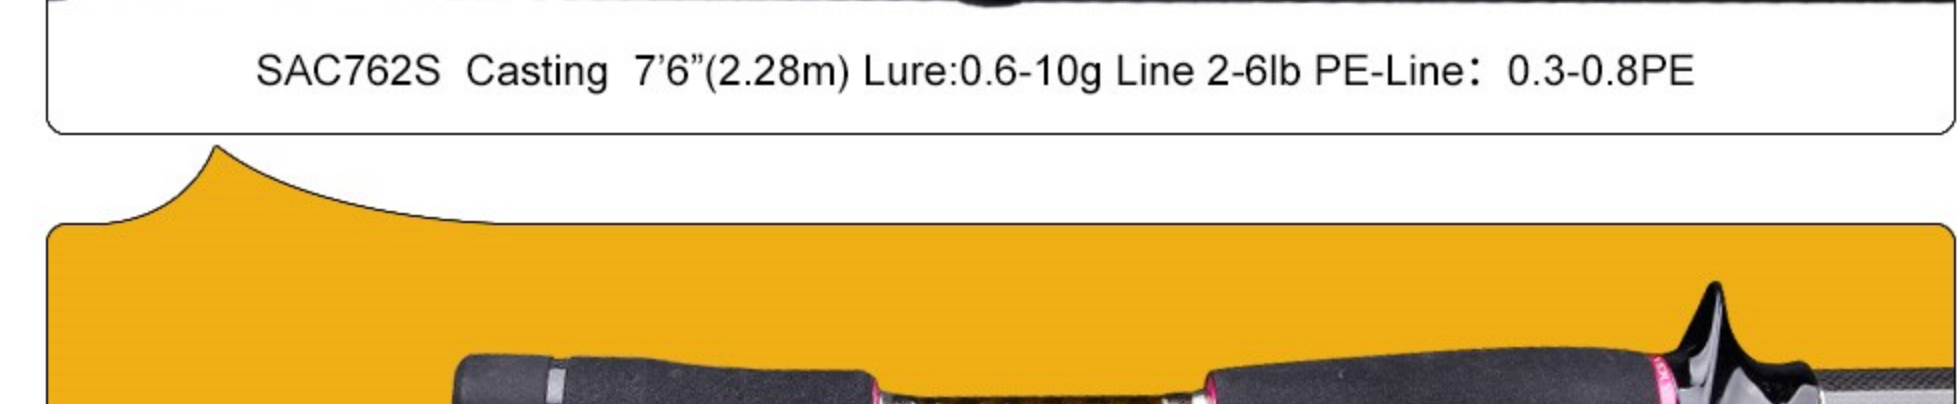 SAC762S Casting 7’6”(2.28m) Lure:0.6-10g Line 2-6lb PE-Line：0.3-0.8PE